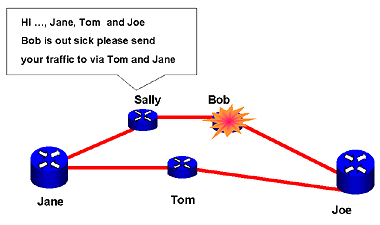 Hi ..., Jane, Tom and Joe
Bob is out sick please send
your traffic to via Tom and Jane
Sally
Bob
Jane
Tom
Joe